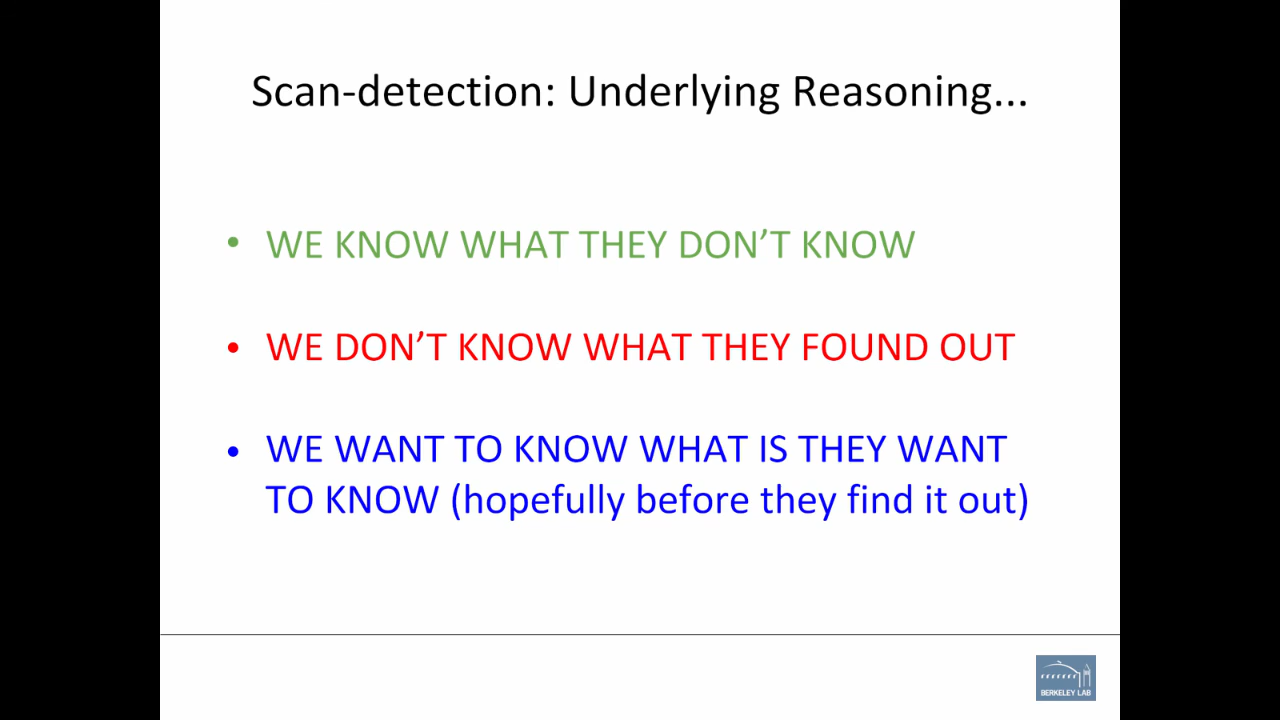 Scan-detection: Underlying Reasoning...
• WE KNOW WHAT THEY DON’T KNOW
• WE DON’T KNOW WHAT THEY FOUND OUT
• WE WANT TO KNOW WHAT IS THEY WANT
TO KNOW (hopefully before they find it out)
BERKELEY LAB